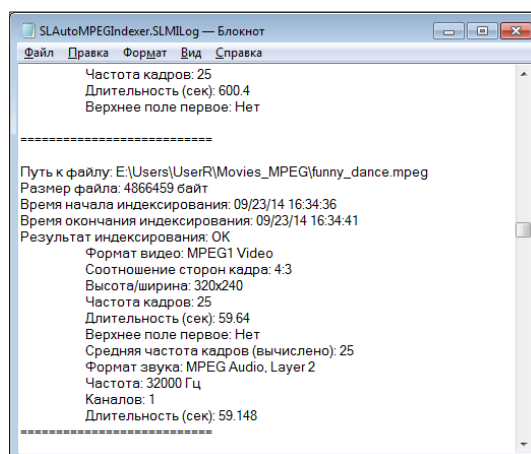 SLAutoMPEGIndexer.SLMILog — Блокнот
Файл Правка Формат Вид Справка
Частота кадров: 25
Длительность (сек): 600.4
Верхнее поле первое: Нет
===========================
Путь к файлу: E:\Users\UserR\Movies_MPEG\funny_dance.mpeg
Размер файла: 4866459 байт
Время начала индексирования: 09/23/14 16:34:36
Время окончания индексирования: 09/23/14 16:34:41
Результат индексирования: OK
Формат видео: MPEG1 Video
Соотношение сторон кадра: 4:3
Высота/ширина: 320x240
Частота кадров: 25
Длительность (сек): 59.64
Верхнее поле первое: Нет
Средняя частота кадров (вычислено): 25
Формат звука: MPEG Audio, Layer 2
Частота: 32000 Гц
Каналов: 1
Длительность (сек): 59.148
===========================